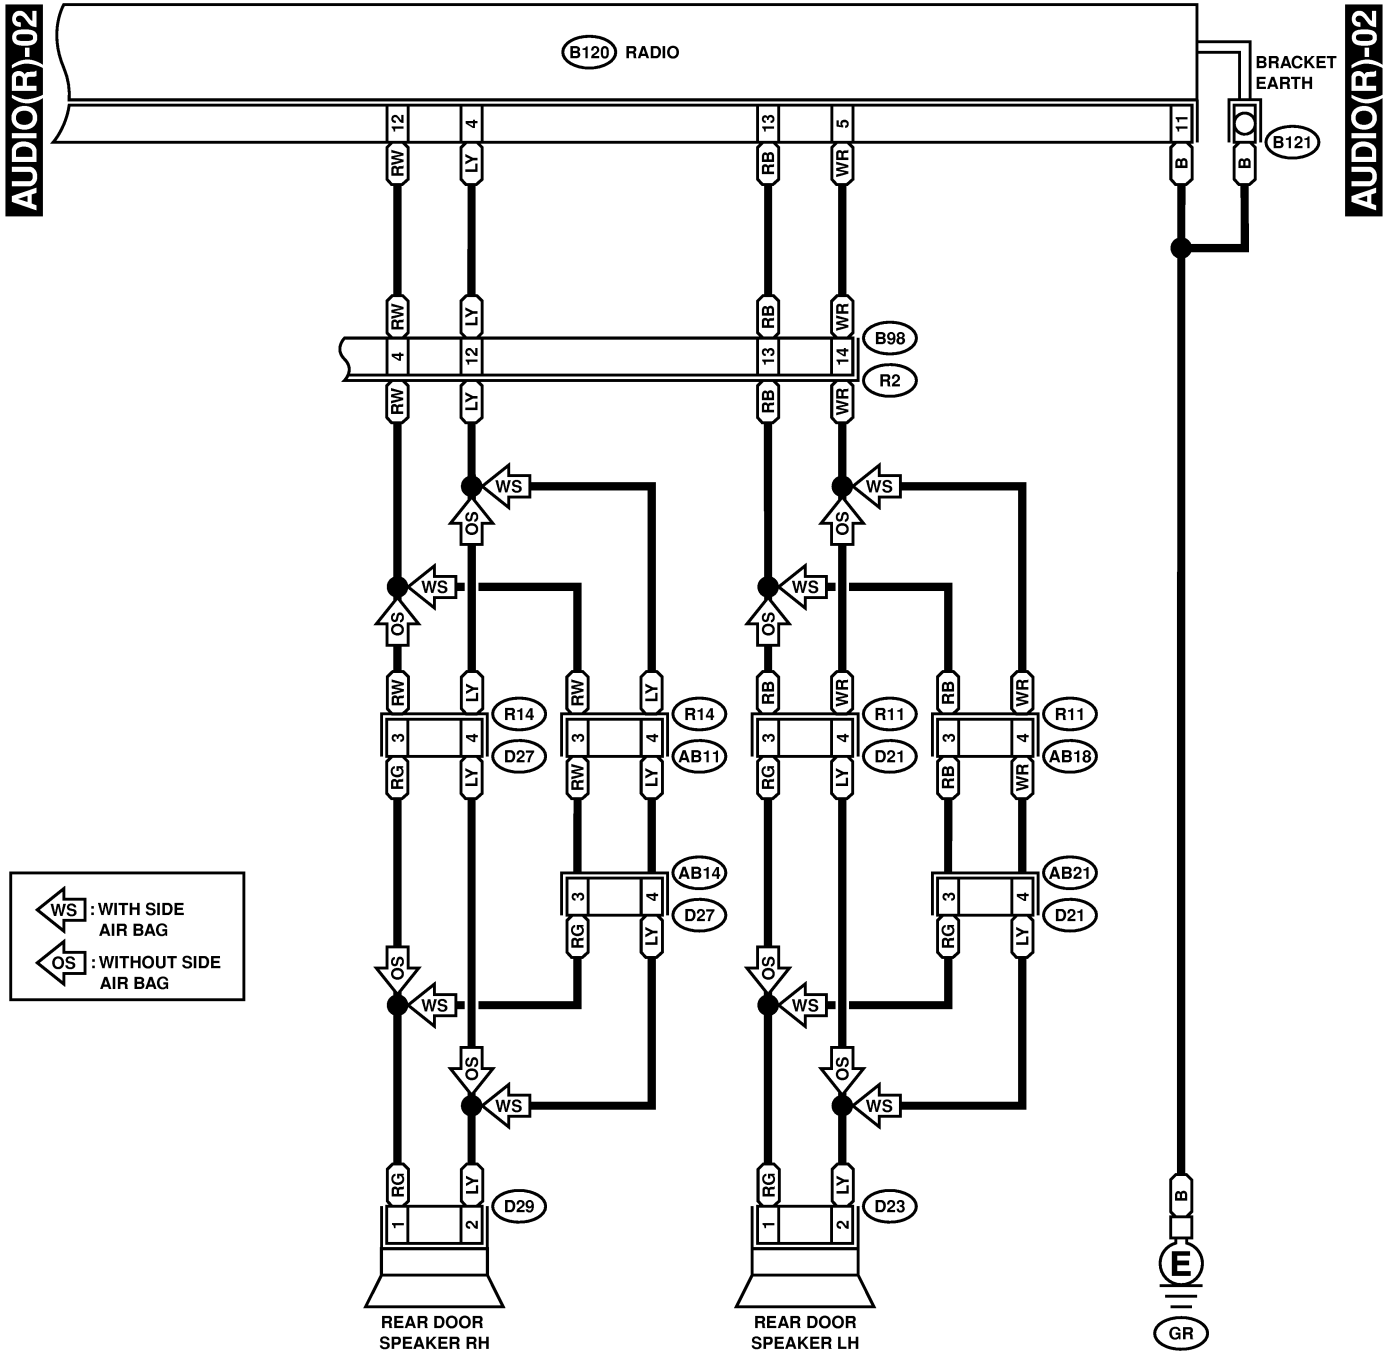 AUDIO(R)-02
AUDIO(R)-02
B120 RADIO
BRACKET
EARTH
12 4 13 5 11
B121
RW LY RB WR B B
RW LY RB WR
B98
4 12 13 14
R2
RW LY RB WR
WS WS
OS OS
WS WS
OS OS
RW LY RW LY RB WR RB WR
R14 R14 R11 R11
3 4 3 4 3 4 3 4
D27 AB11 D21 AB18
RG LY RW LY RG LY RB WR
AB14 AB21
3 4 3 4
D27 D21
RG LY RG LY
WS : WITH SIDE
AIR BAG
OS : WITHOUT SIDE
AIR BAG
OS OS
WS WS
OS OS
WS WS
RG LY RG LY B
D29 D23
1 2 1 2
E
REAR DOOR
SPEAKER RH
REAR DOOR
SPEAKER LH
GR